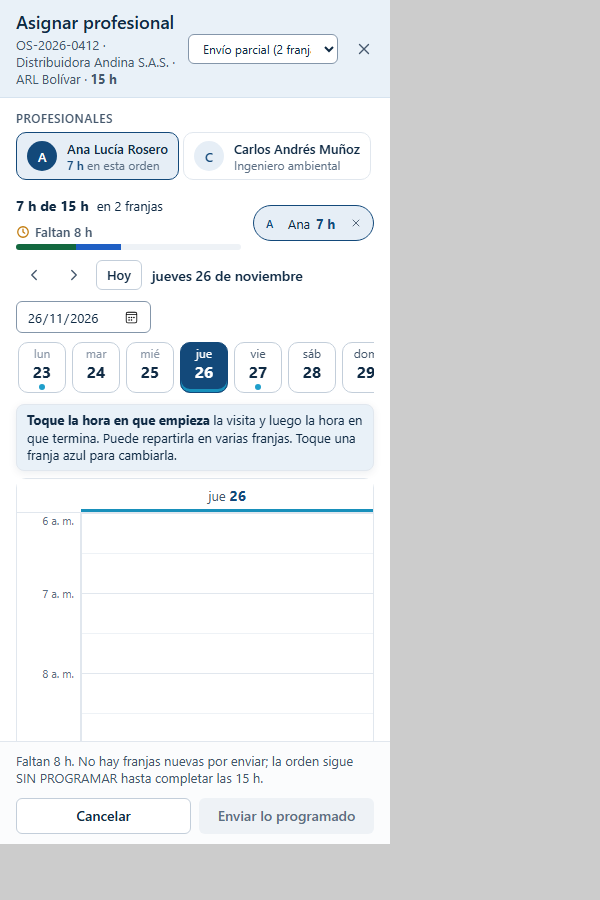 Asignar profesional
OS-2026-0412 ·
Distribuidora Andina S.A.S. ·
ARL Bolívar · 15 h
Envío parcial (2 franj
PROFESIONALES
A
Ana Lucía Rosero
7 h en esta orden
C
Carlos Andrés Muñoz
Ingeniero ambiental
7 h de 15 h en 2 franjas
Faltan 8 h
A Ana 7 h ×
Hoy
jueves 26 de noviembre
26/11/2026
lun 23
mar 24
mié 25
jue 26
vie 27
sáb 28
dom 29
Toque la hora en que empieza la visita y luego la hora en
que termina. Puede repartirla en varias franjas. Toque una
franja azul para cambiarla.
jue 26
6 a. m.
7 a. m.
8 a. m.
Faltan 8 h. No hay franjas nuevas por enviar; la orden sigue
SIN PROGRAMAR hasta completar las 15 h.
Cancelar
Enviar lo programado